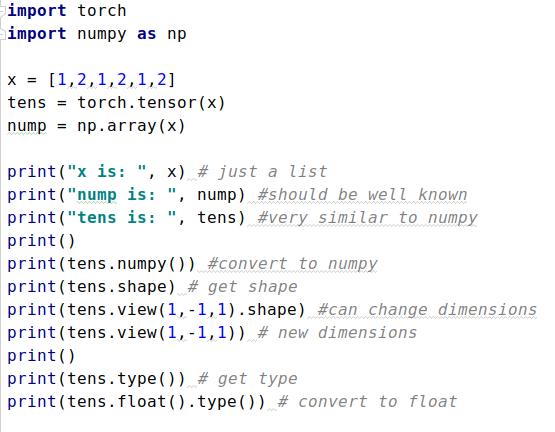 import torch
import numpy as np
x = [1,2,1,2,1,2]
tens = torch.tensor(x)
nump = np.array(x)
print("x is: ", x) # just a list
print("nump is: ", nump) #should be well known
print("tens is: ", tens) #very similar to numpy
print()
print(tens.numpy()) #convert to numpy
print(tens.shape) # get shape
print(tens.view(1,-1,1).shape) #can change dimensions
print(tens.view(1,-1,1)) # new dimensions
print()
print(tens.type()) # get type
print(tens.float().type()) # convert to float